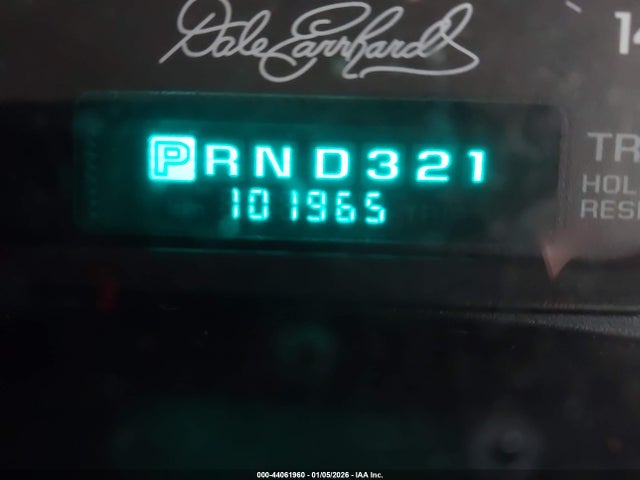 Dale Earnhardt
14
PRND321
TR
101965
HOL
RESE
000-44061960 - 01/05/2026 - IAA Inc.